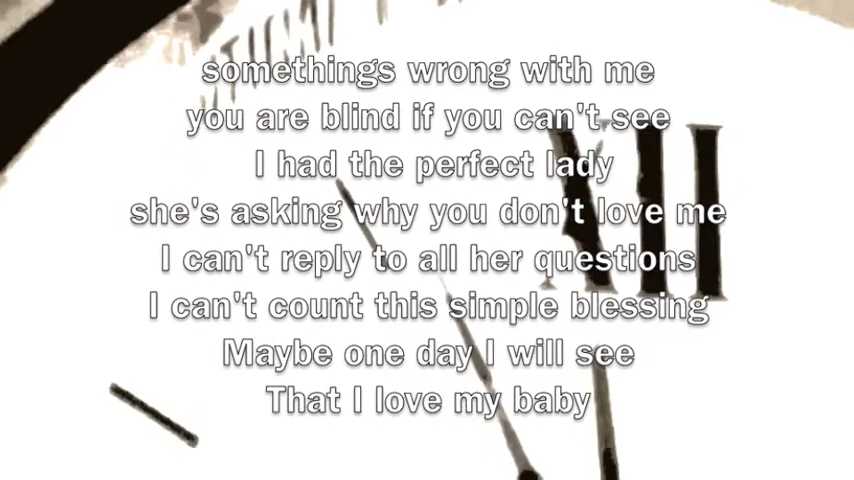 somethings wrong with me
you are blind if you can't see
I had the perfect lady
she's asking why you don't love me
I can't reply to all her questions
I can't count this simple blessing
Maybe one day I will see
That I love my baby
XII